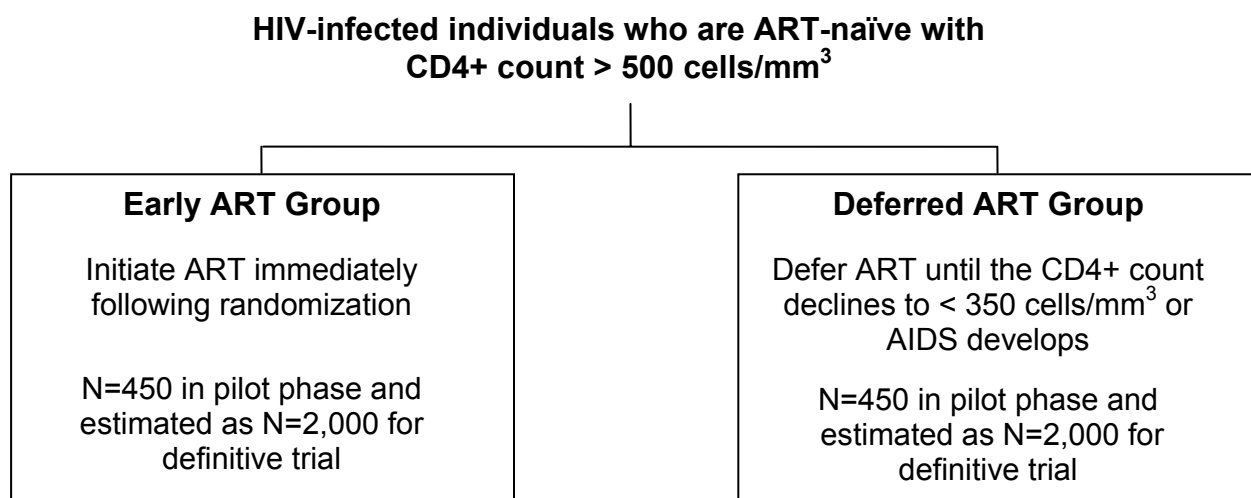 HIV-infected individuals who are ART-naïve with
CD4+ count > 500 cells/mm³
Early ART Group
Initiate ART immediately
following randomization
N=450 in pilot phase and
estimated as N=2,000 for
definitive trial
Deferred ART Group
Defer ART until the CD4+ count
declines to < 350 cells/mm³ or
AIDS develops
N=450 in pilot phase and
estimated as N=2,000 for
definitive trial